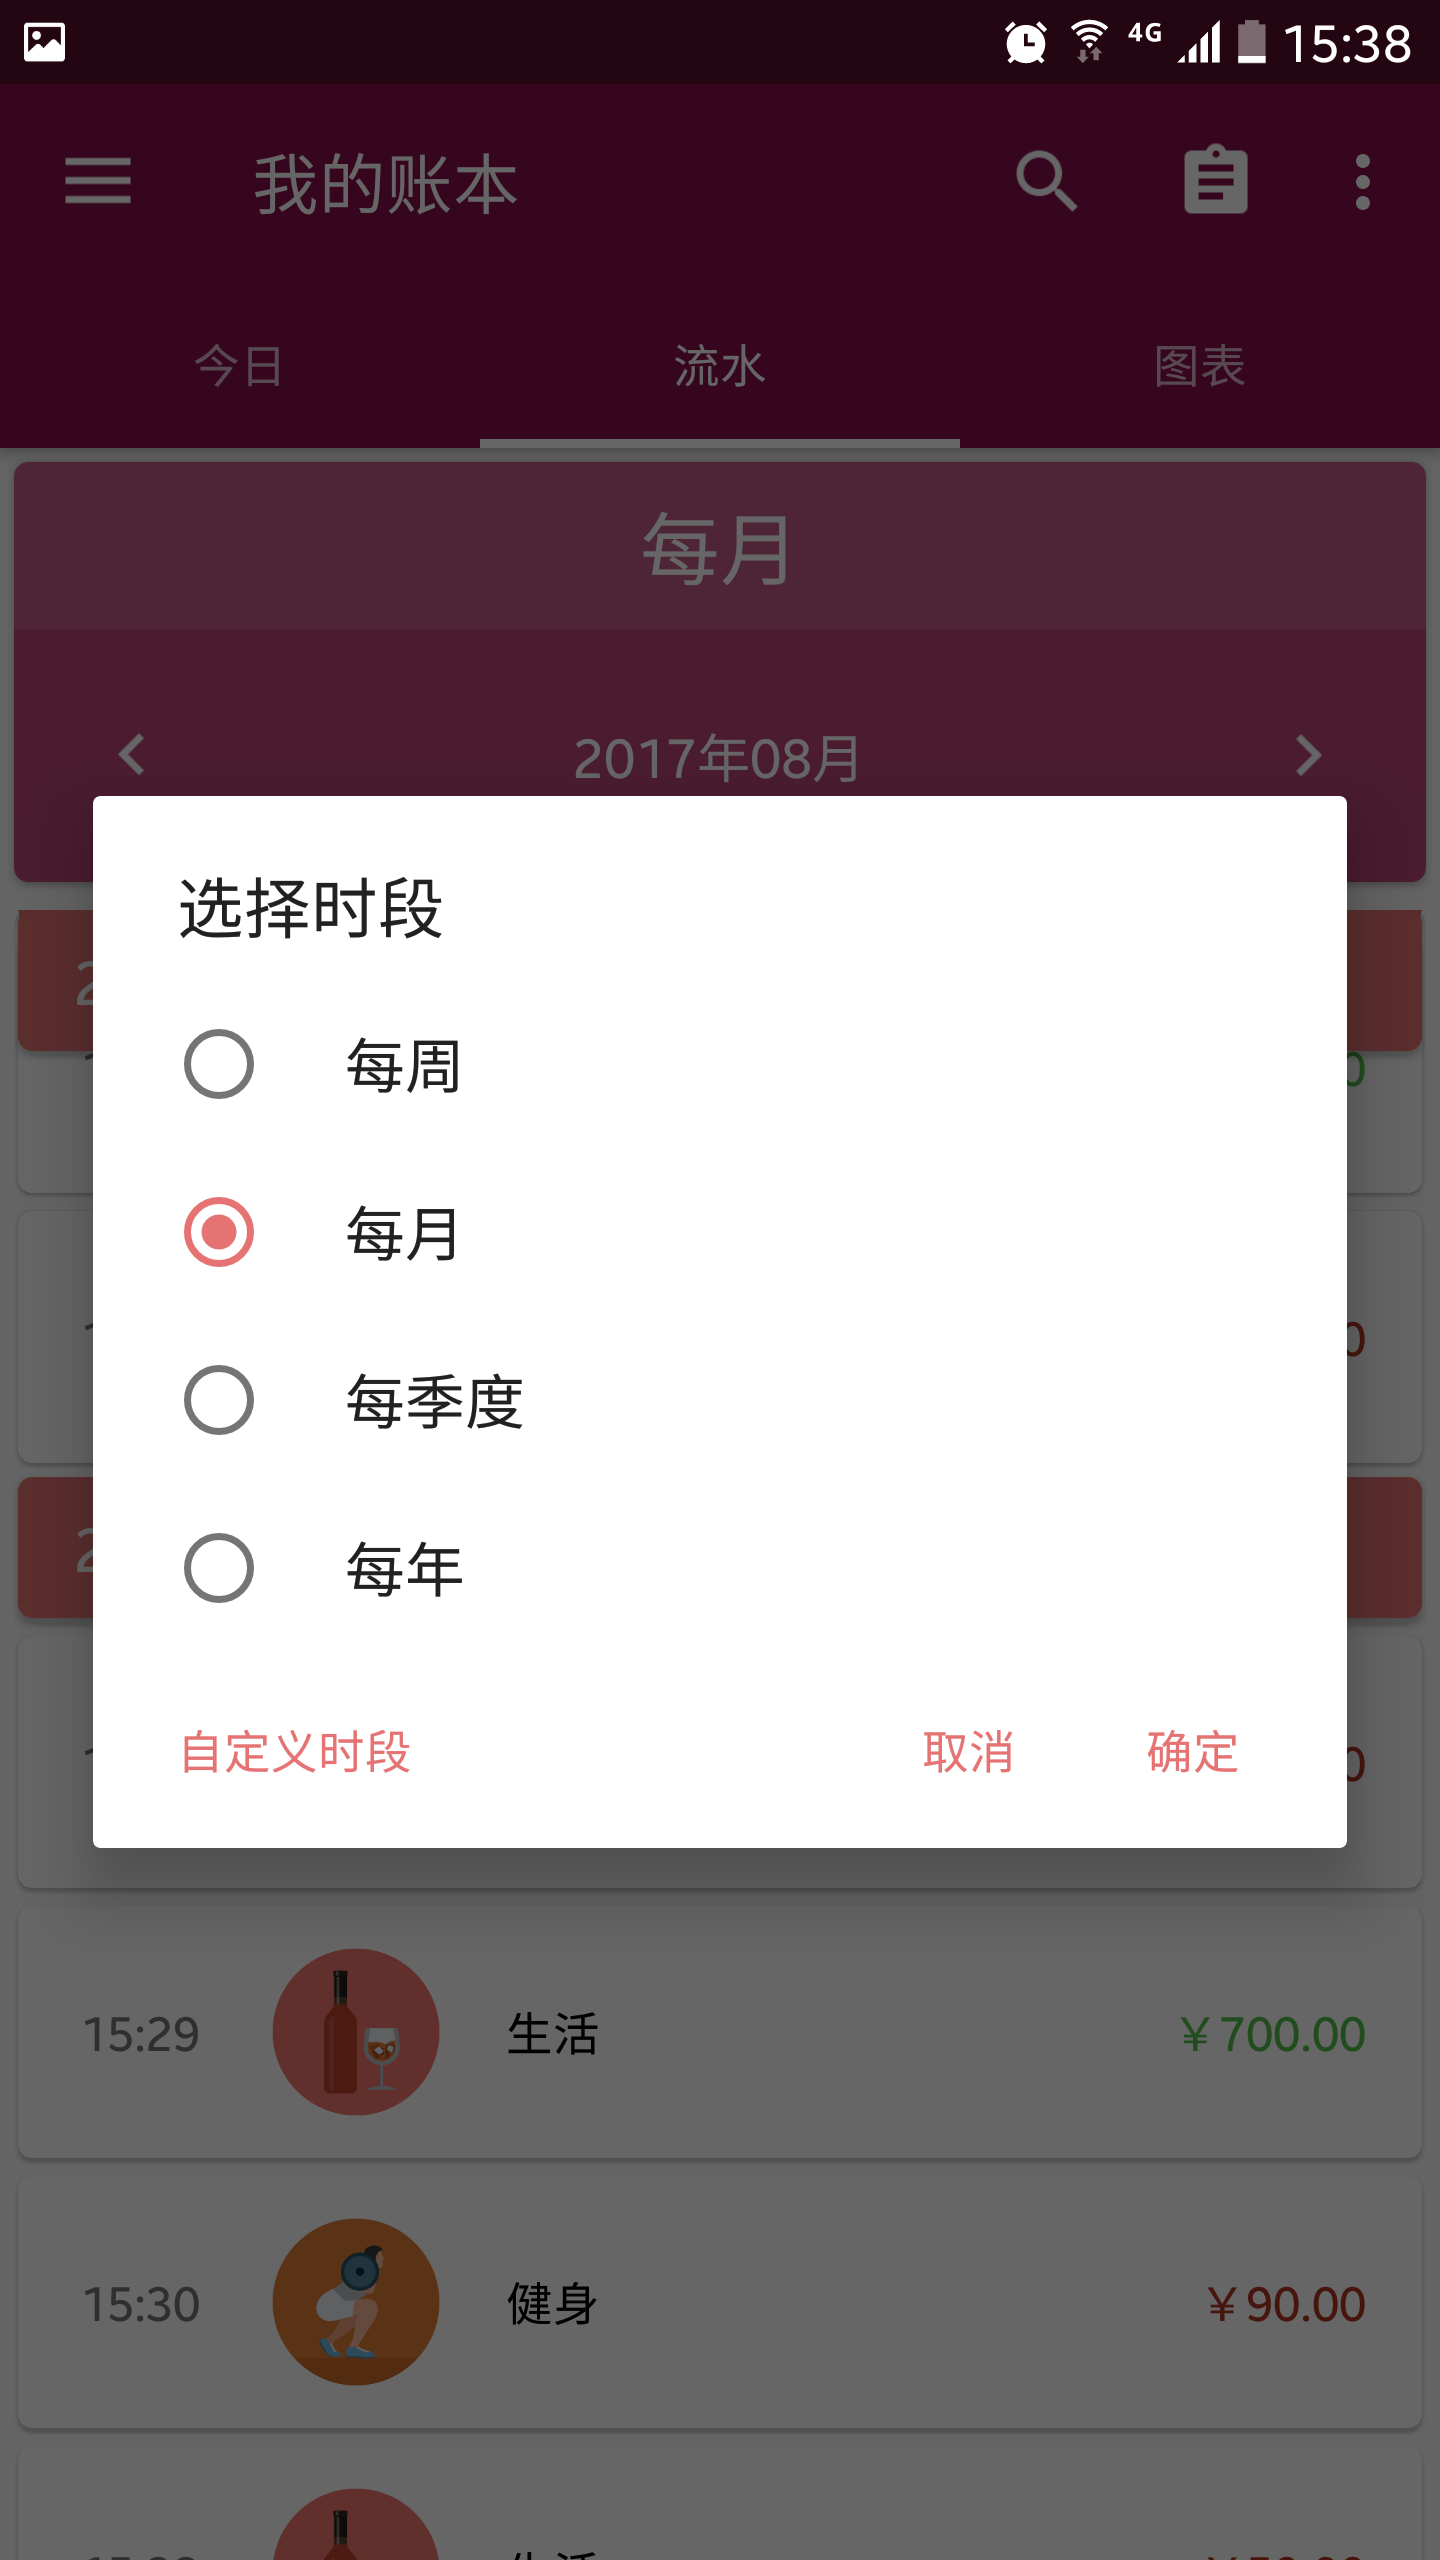 4G 15:38
我的账本
今日 流水 图表
每月
2017年08月
选择时段
每周
每月
每季度
每年
自定义时段 取消 确定
15:29 生活 ¥700.00
15:30 健身 ¥90.00
生活